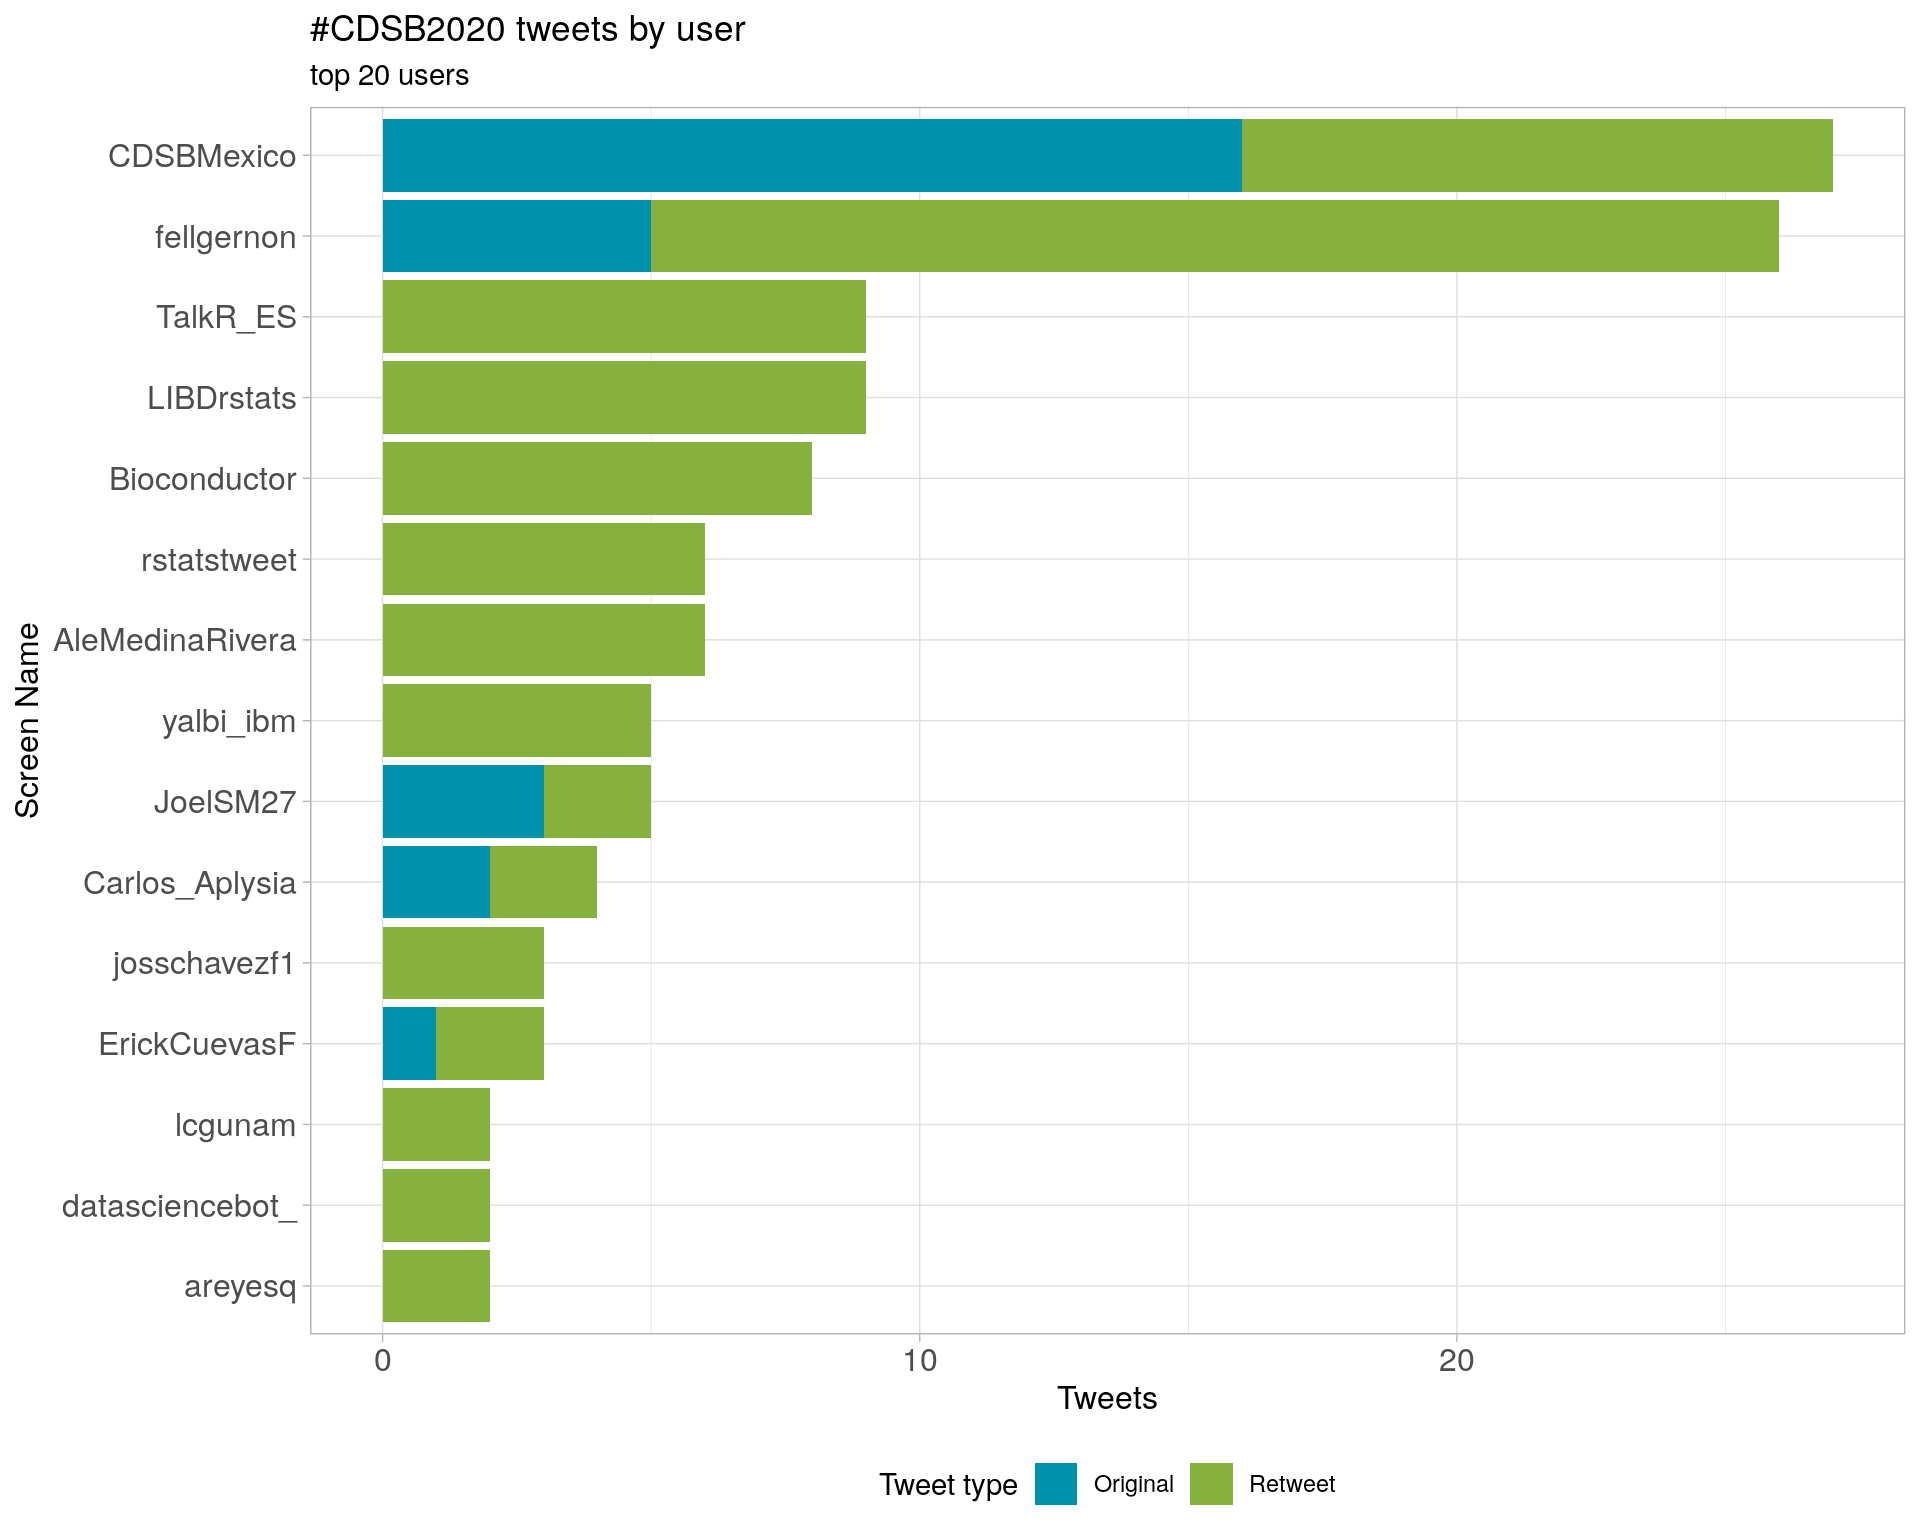 #CDSB2020 tweets by user
top 20 users
CDSBMexico
fellgernon
TalkR_ES
LIBDrstats
Bioconductor
rstatstweet
AleMedinaRivera
yalbi_ibm
JoelSM27
Carlos_Aplysia
josschavezf1
ErickCuevasF
lcgunam
datasciencebot_
areyesq
Screen Name
0 10 20
Tweets
Tweet type Original Retweet